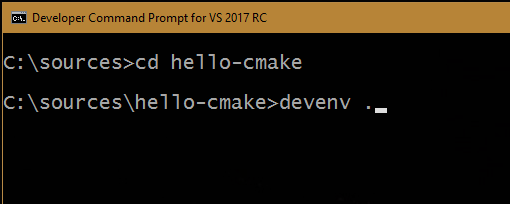 C:\. Developer Command Prompt for VS 2017 RC
C:\sources>cd hello-cmake
C:\sources\hello-cmake>devenv .